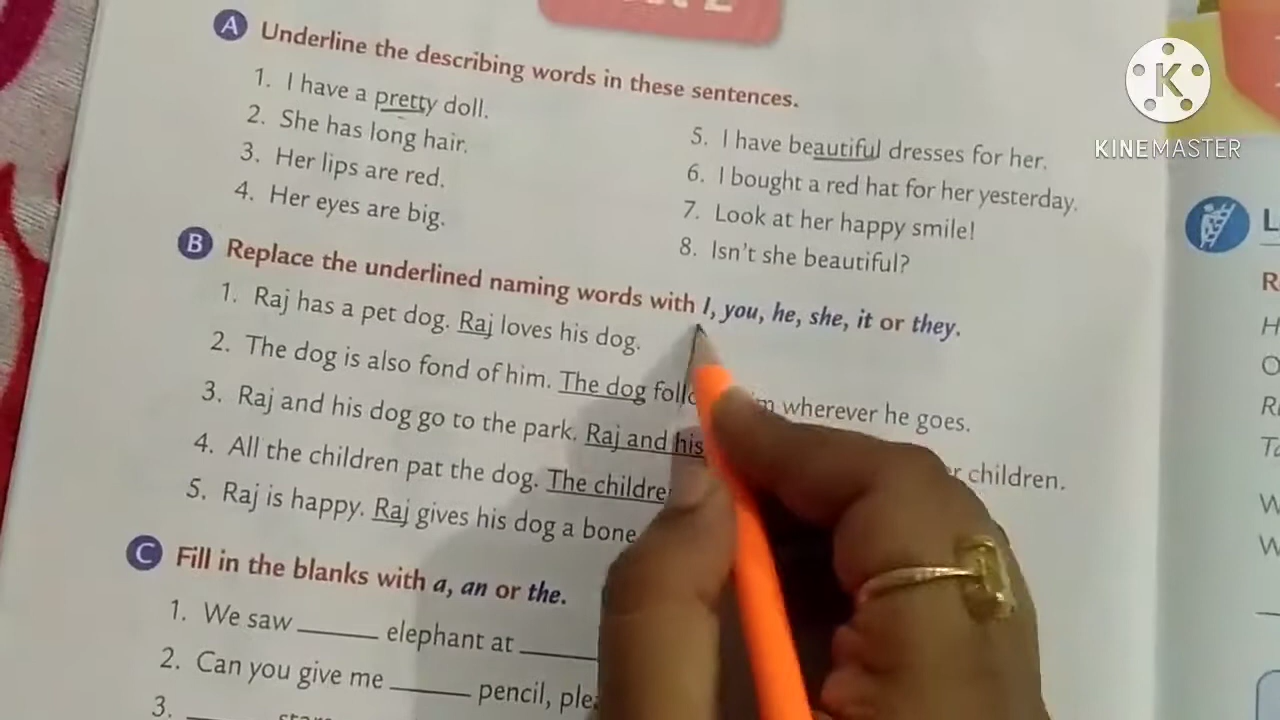 A Underline the describing words in these sentences.
1. I have a pretty doll.
2. She has long hair.
3. Her lips are red.
4. Her eyes are big.
5. I have beautiful dresses for her.
6. I bought a red hat for her yesterday.
7. Look at her happy smile!
8. Isn't she beautiful?
B Replace the underlined naming words with I, you, he, she, it or they.
1. Raj has a pet dog. Raj loves his dog.
2. The dog is also fond of him. The dog wherever he goes.
3. Raj and his dog go to the park. Raj and his children.
4. All the children pat the dog. The
5. Raj is happy. Raj gives his dog a bone
C Fill in the blanks with a, an or the.
1. We saw ______ elephant at ______
2. Can you give me ______ pencil,
3. ______
KINEMASTER